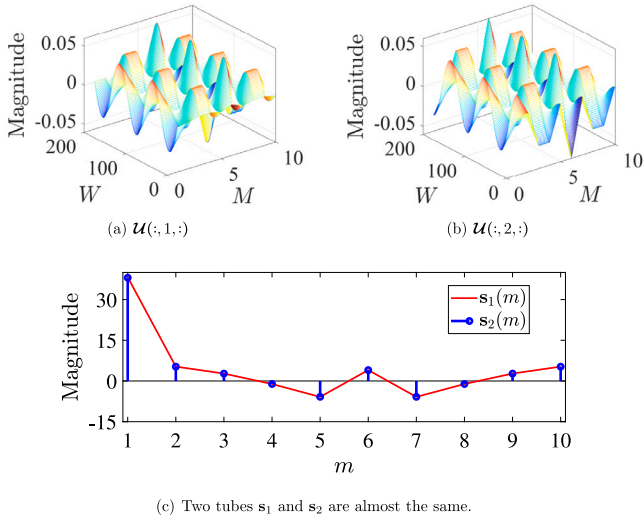 0.05
0
-0.05
Magnitude
200
100
0
W
0
5
10
M
(a) 𝓤(:, 1, :)
0.05
0
-0.05
Magnitude
200
100
0
W
0
5
10
M
(b) 𝓤(:, 2, :)
30
15
0
-15
Magnitude
s₁(m)
s₂(m)
1 2 3 4 5 6 7 8 9 10
m
(c) Two tubes s₁ and s₂ are almost the same.